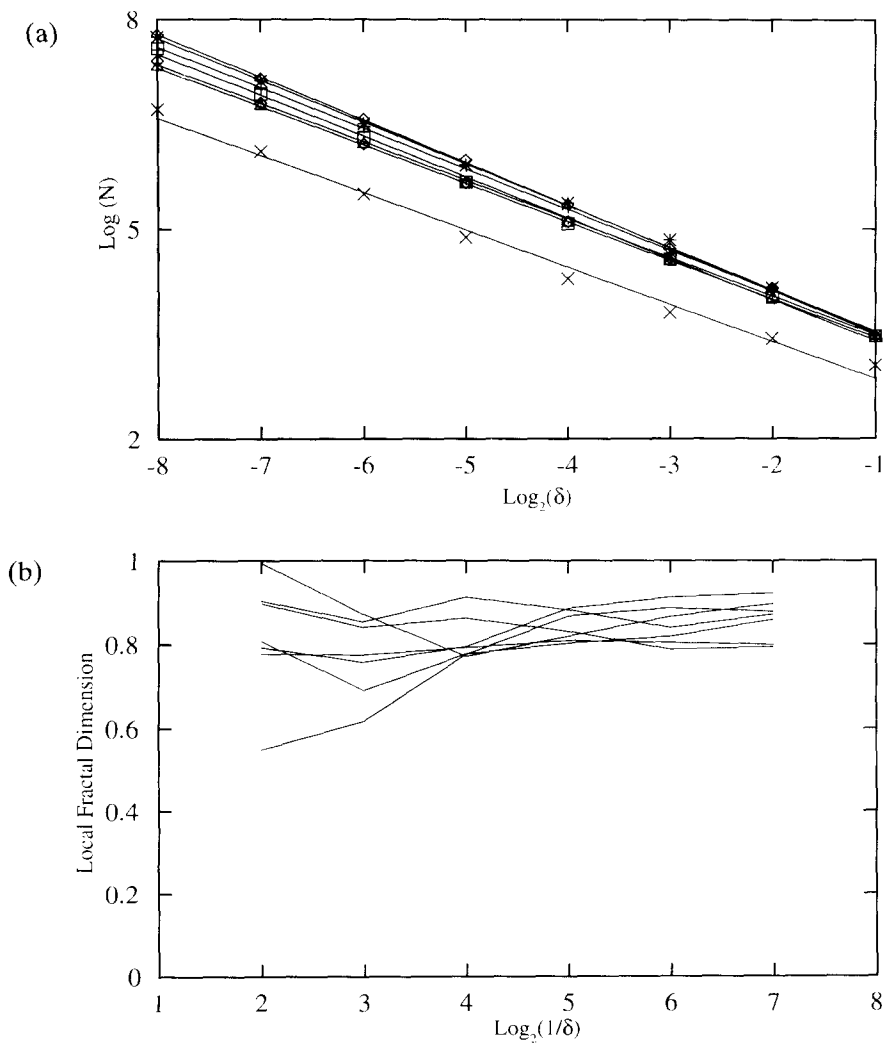 (a)
8
5
2
Log (N)
-8 -7 -6 -5 -4 -3 -2 -1
Log₂(δ)
(b)
1
0.8
0.6
0.4
0.2
0
Local Fractal Dimension
1 2 3 4 5 6 7 8
Log₂(1/δ)